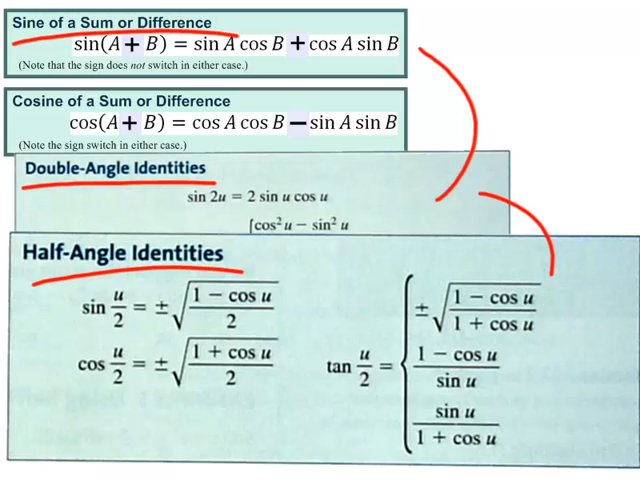 Sine of a Sum or Difference
sin(A + B) = sin A cos B + cos A sin B
(Note that the sign does not switch in either case.)
Cosine of a Sum or Difference
cos(A + B) = cos A cos B − sin A sin B
(Note the sign switch in either case.)
Double-Angle Identities
sin 2u = 2 sin u cos u
cos² u − sin² u
Half-Angle Identities
sin u/2 = ±√((1 − cos u)/2)
cos u/2 = ±√((1 + cos u)/2)
tan u/2 = { ±√((1 − cos u)/(1 + cos u))
(1 − cos u)/(sin u)
(sin u)/(1 + cos u)